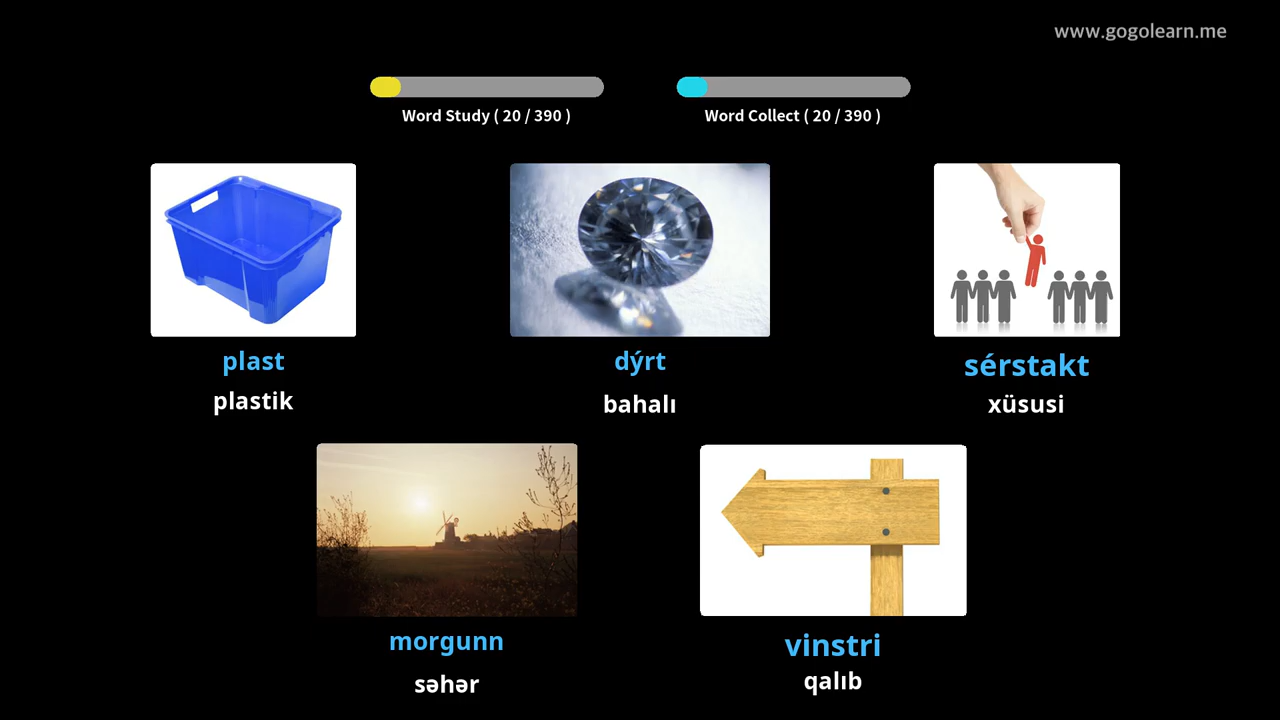 www.gogolearn.me
Word Study ( 20 / 390 )
Word Collect ( 20 / 390 )
plast
dýrt
sérstakt
plastik
bahalı
xüsusi
morgunn
vinstri
səhər
qalıb